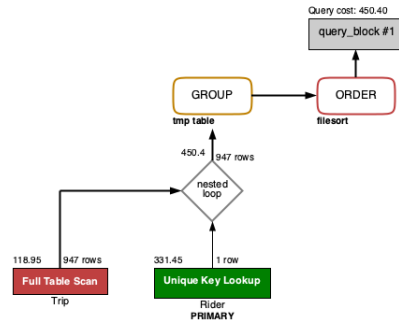 Query cost: 450.40
query_block #1
GROUP
ORDER
tmp table
filesort
450.4
947 rows
nested
loop
118.95
947 rows
331.45
1 row
Full Table Scan
Unique Key Lookup
Trip
Rider
PRIMARY